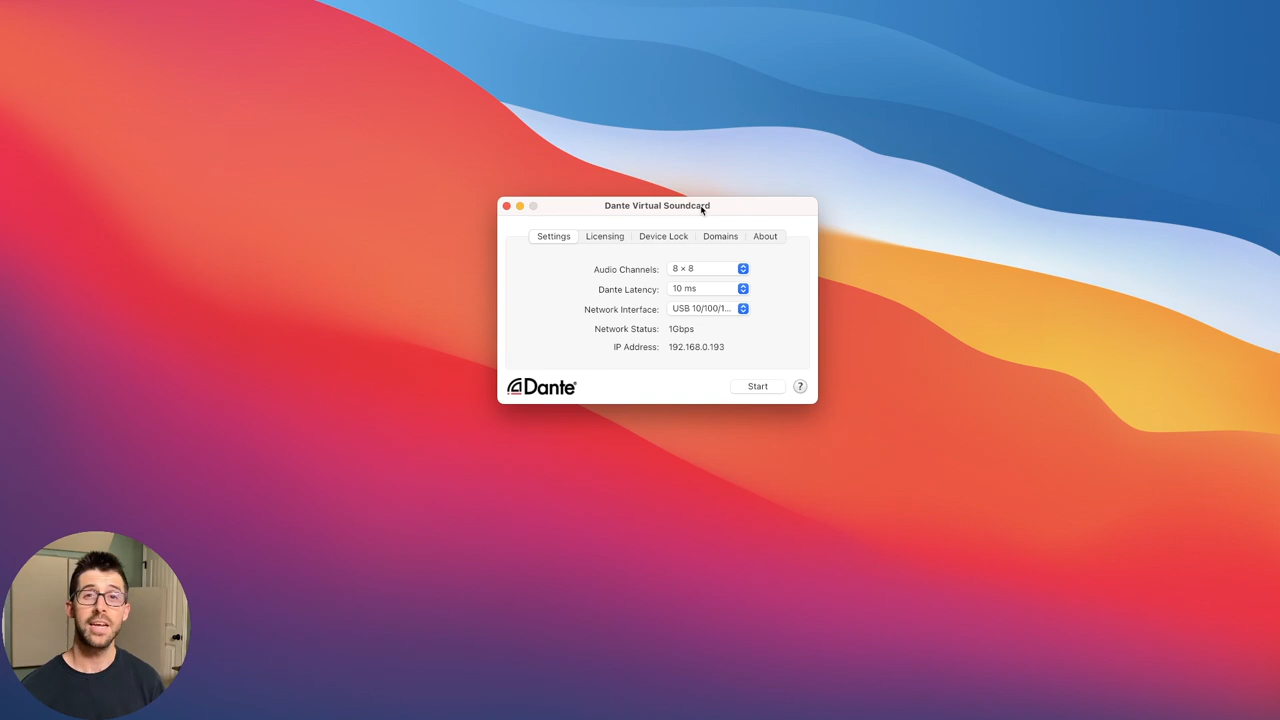 Dante Virtual Soundcard
Settings Licensing Device Lock Domains About
Audio Channels: 8 × 8
Dante Latency: 10 ms
Network Interface: USB 10/100/1...
Network Status: 1Gbps
IP Address: 192.168.0.193
Dante® Start ?